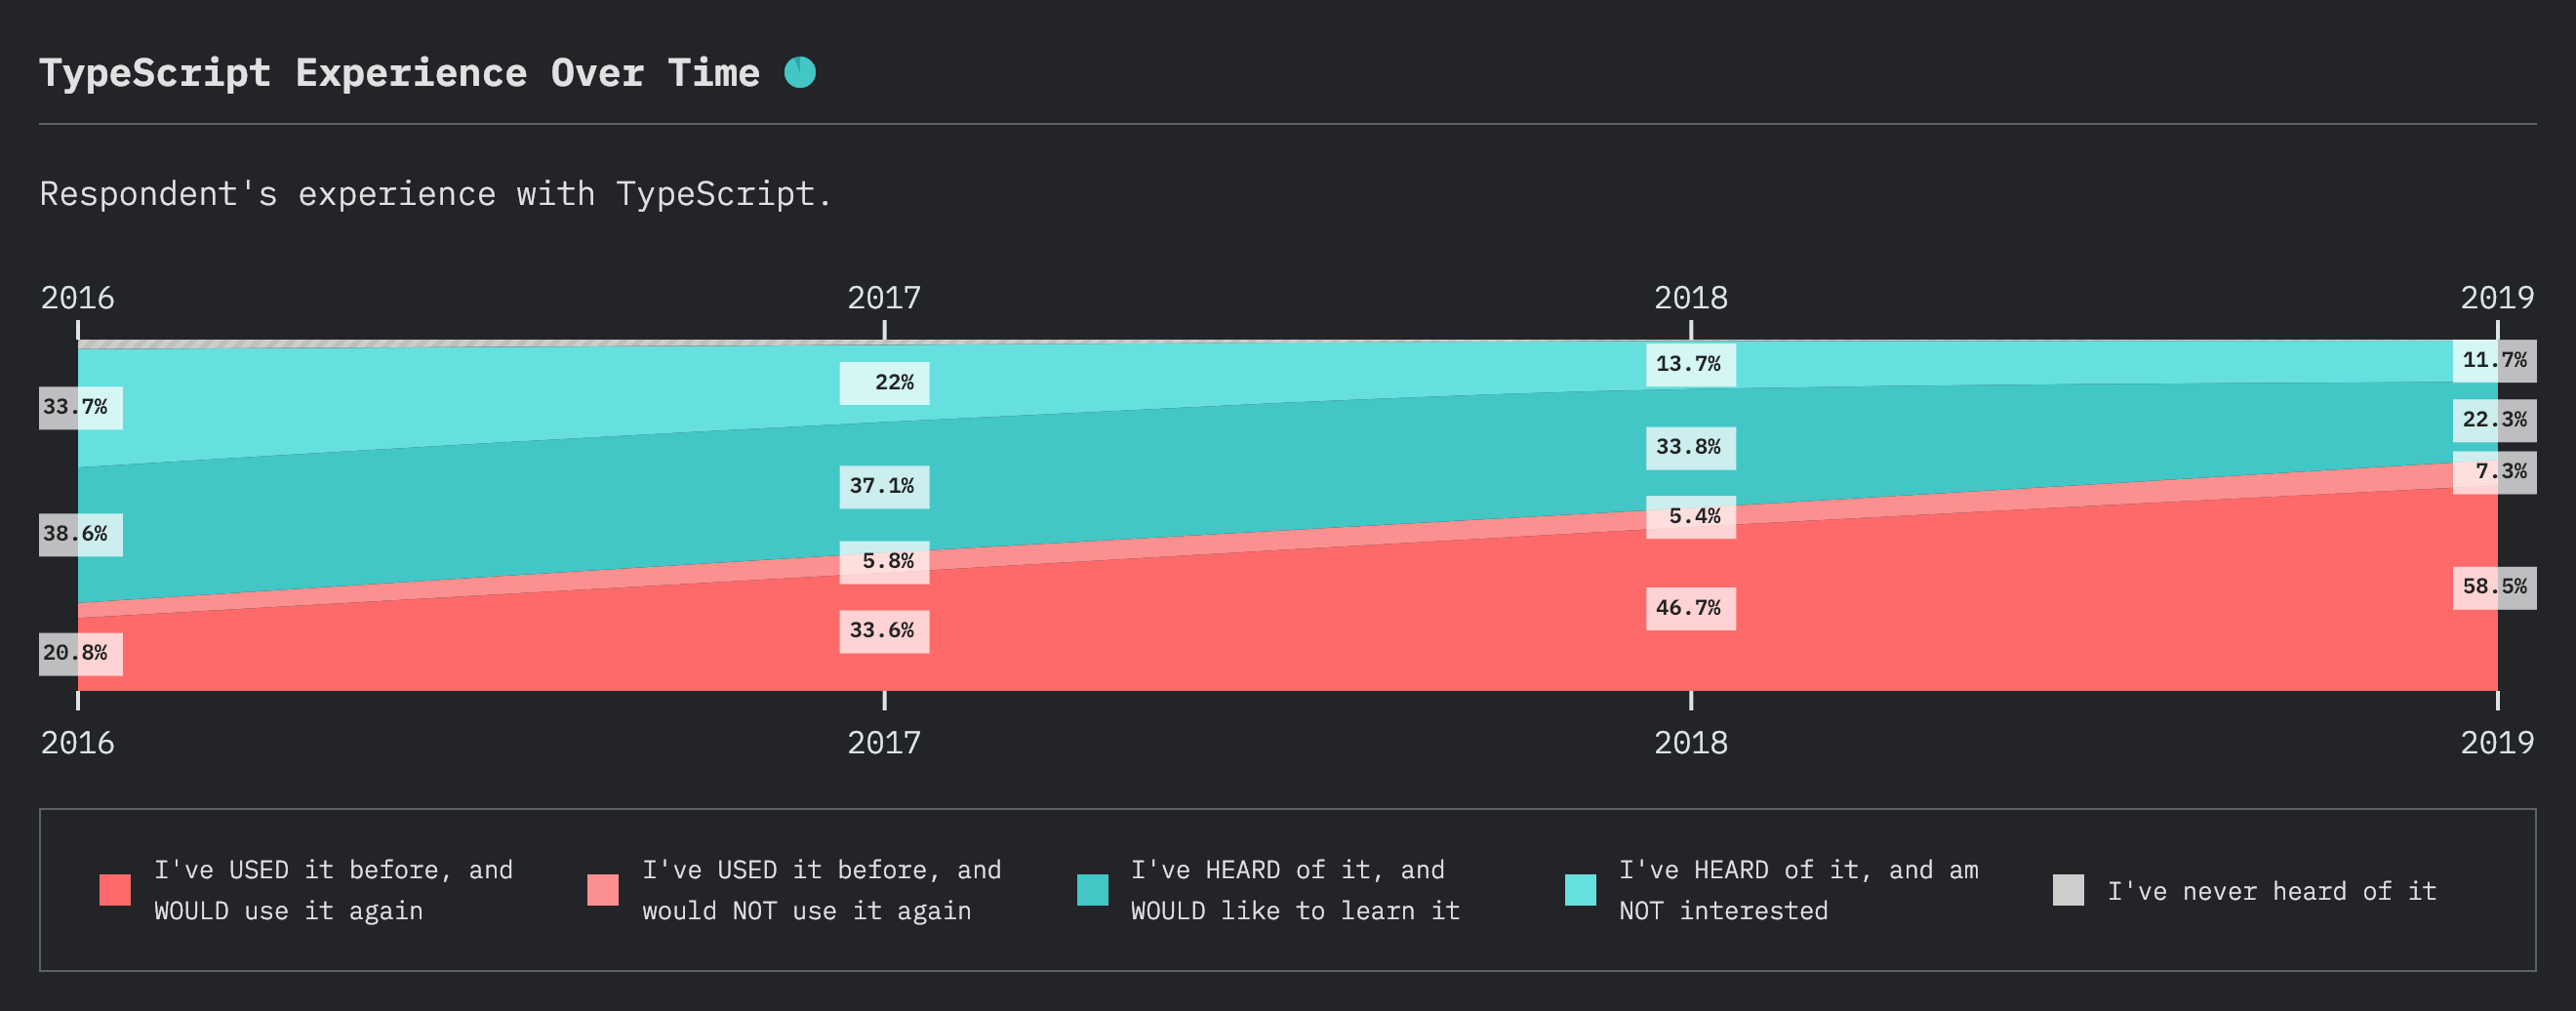 TypeScript Experience Over Time
Respondent's experience with TypeScript.
2016 2017 2018 2019
33.7% 22% 13.7% 11.7%
38.6% 37.1% 33.8% 22.3%
5.8% 5.4% 7.3%
20.8% 33.6% 46.7% 58.5%
2016 2017 2018 2019
I've USED it before, and
WOULD use it again
I've USED it before, and
would NOT use it again
I've HEARD of it, and
WOULD like to learn it
I've HEARD of it, and am
NOT interested
I've never heard of it